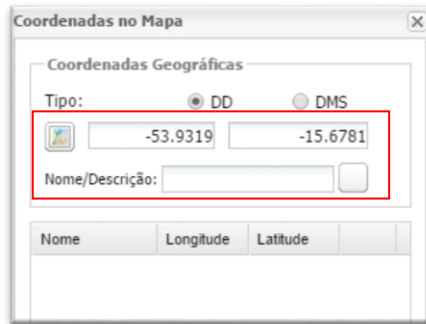 Coordenadas no Mapa
Coordenadas Geográficas
Tipo: DD DMS
-53.9319 -15.6781
Nome/Descrição:
Nome Longitude Latitude